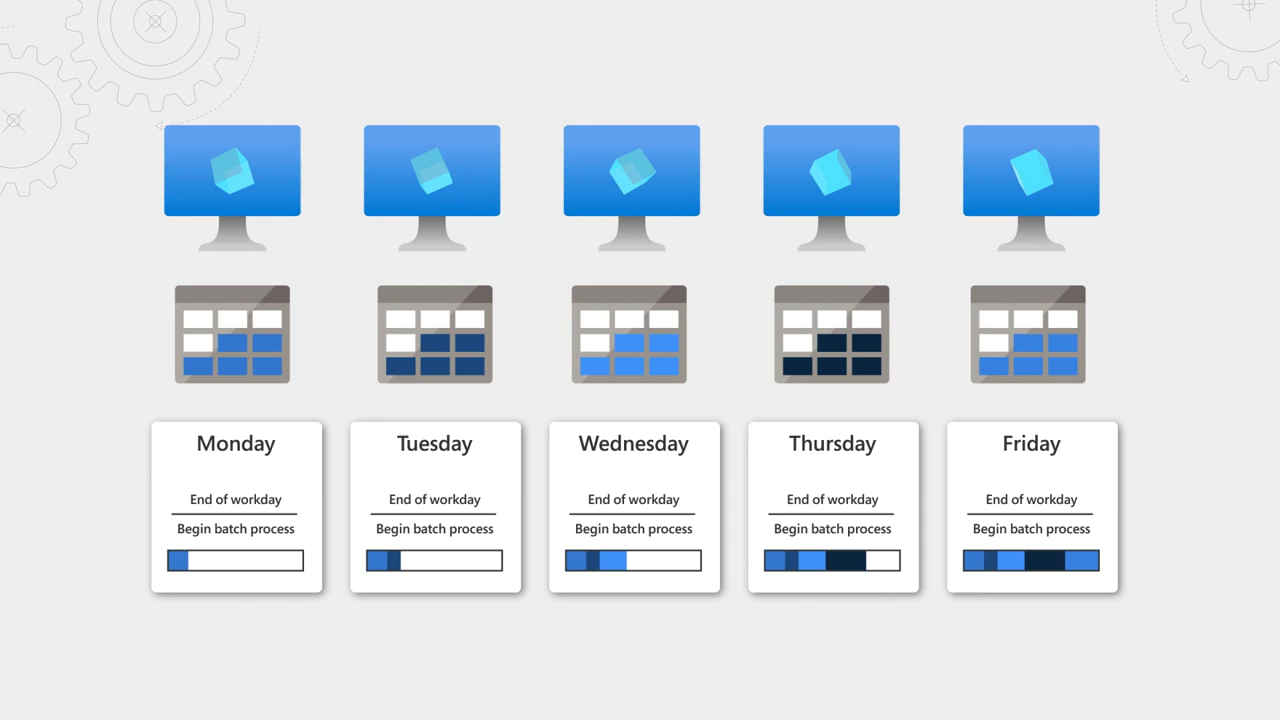 Monday
End of workday
Begin batch process
Tuesday
End of workday
Begin batch process
Wednesday
End of workday
Begin batch process
Thursday
End of workday
Begin batch process
Friday
End of workday
Begin batch process